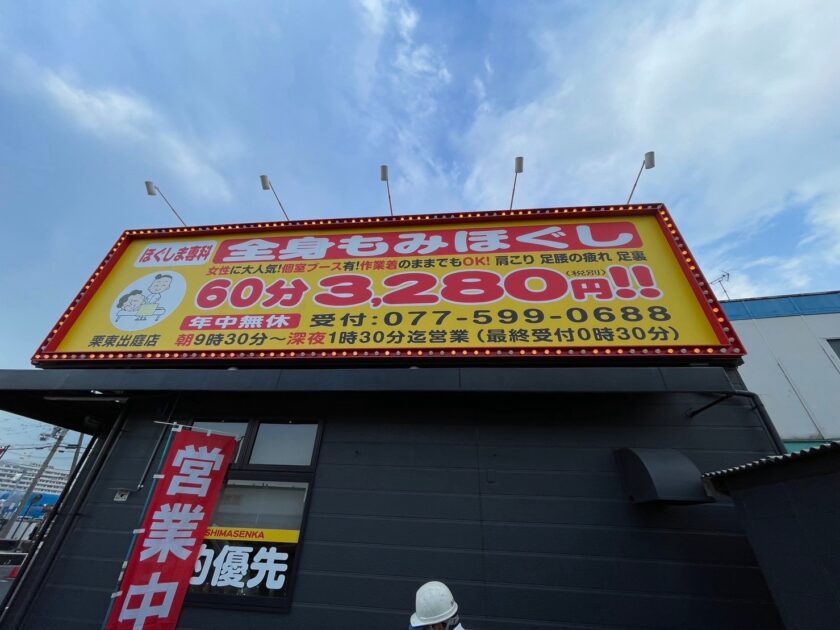 ほぐしま専科 全身もみほぐし
女性に大人気!個室ブース有!作業着のままでもOK! 肩こり 足腰の疲れ 足裏
60分3,280円(税別)!!
年中無休 受付:077-599-0688
栗東出庭店 朝9時30分～深夜1時30分迄営業(最終受付0時30分)
営業中
SHIMASENKA
約優先